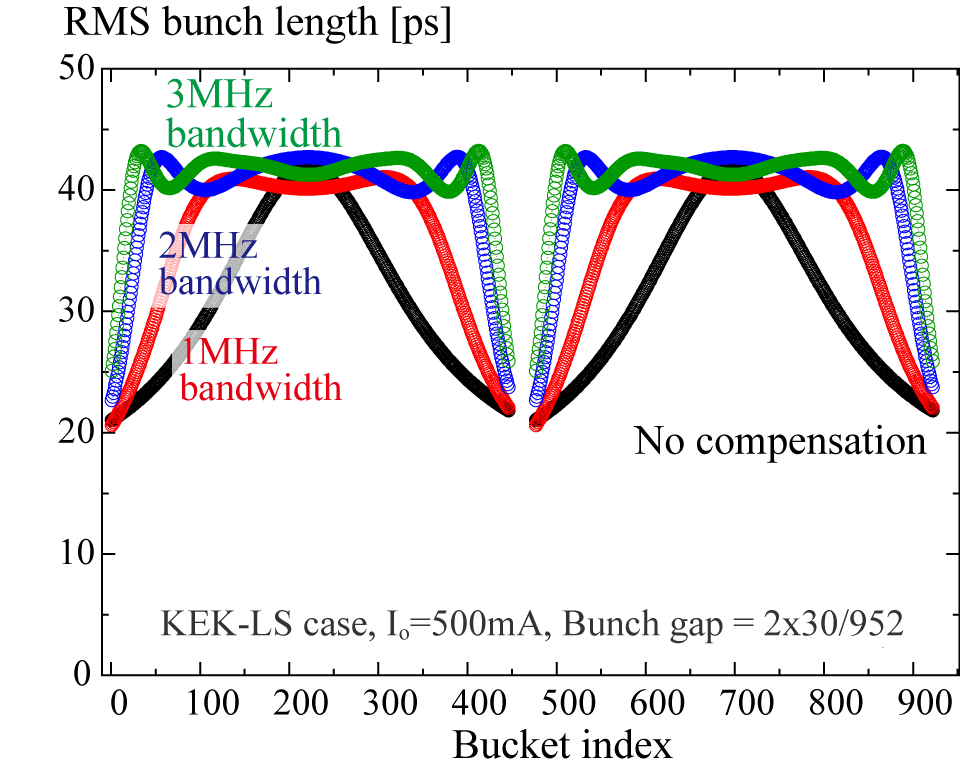 RMS bunch length [ps]
50
40
30
20
10
0
3MHz
bandwidth
2MHz
bandwidth
1MHz
bandwidth
No compensation
KEK-LS case, Io=500mA, Bunch gap = 2x30/952
0 100 200 300 400 500 600 700 800 900
Bucket index